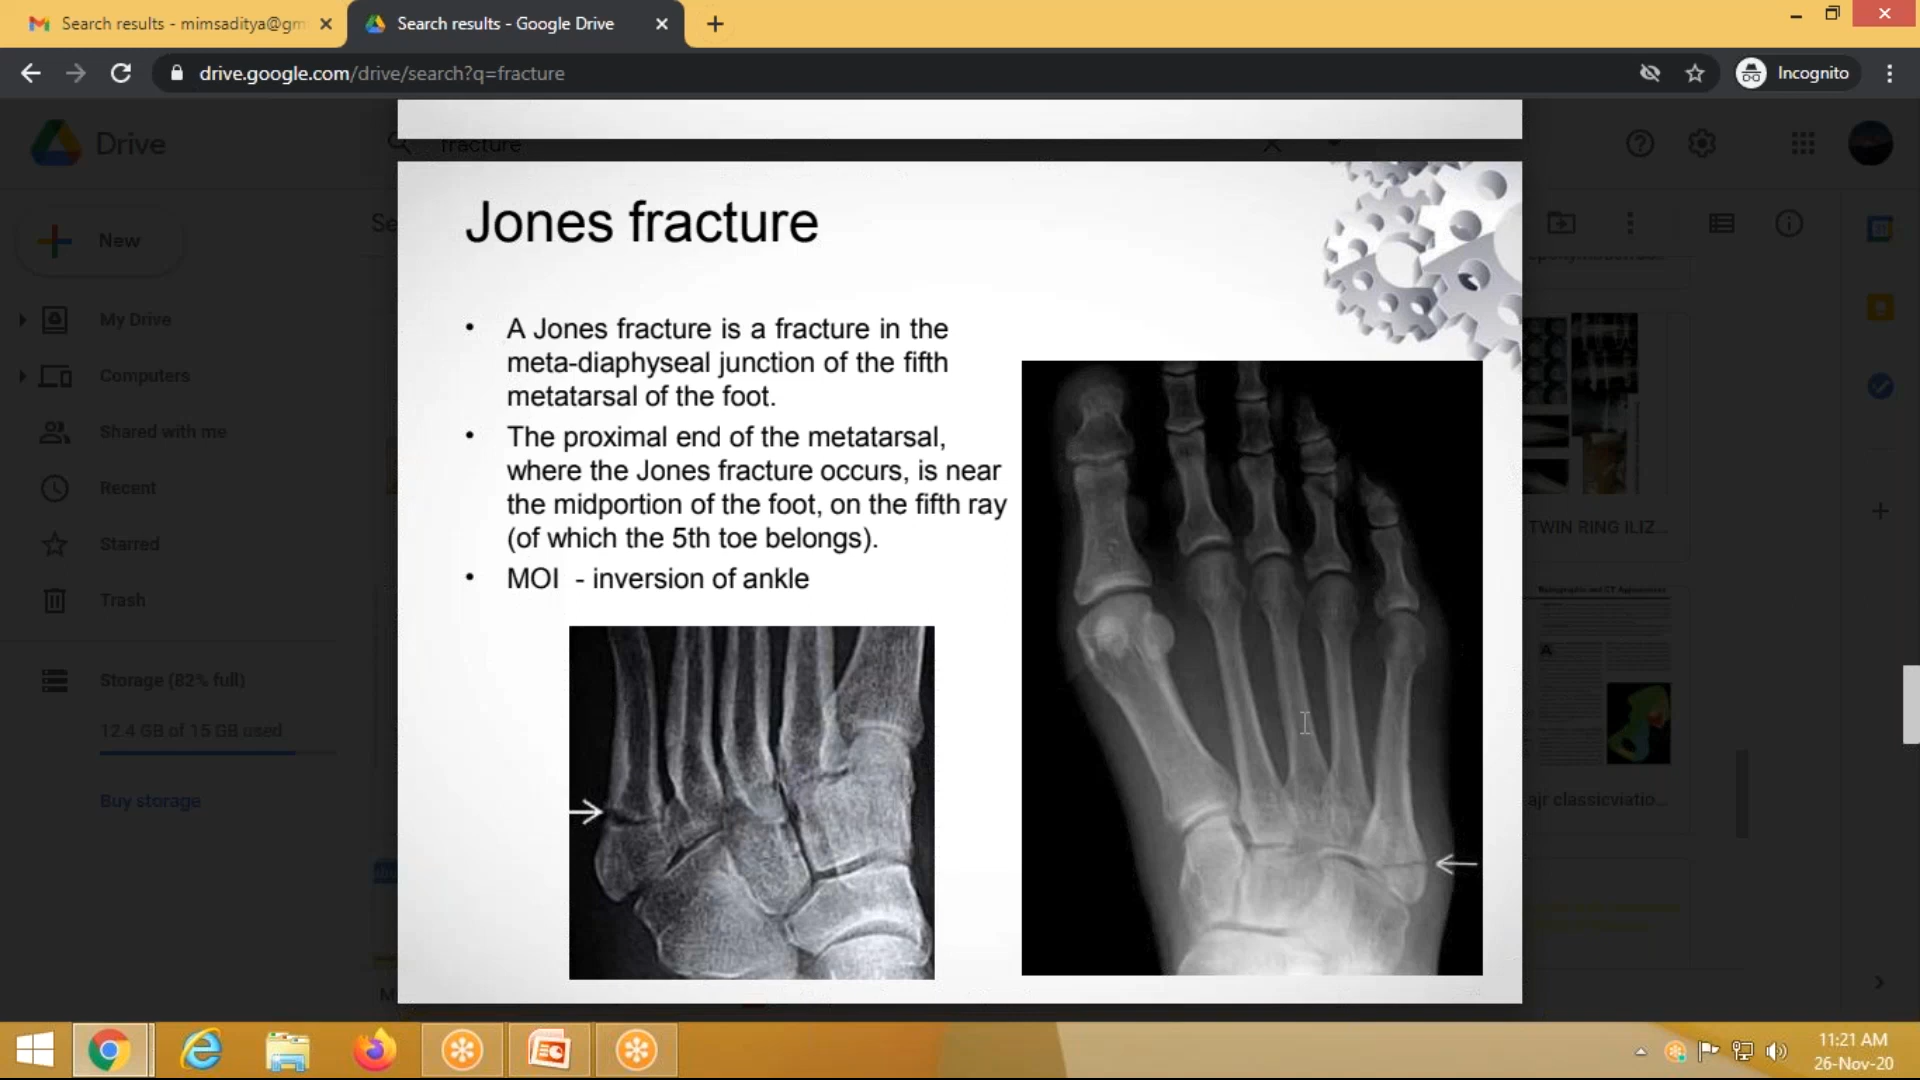 Search results - mimsaditya@gm
Search results - Google Drive
drive.google.com/drive/search?q=fracture
Incognito
Drive
fracture
New
Se
My Drive
Computers
Shared with me
Recent
Starred
Trash
Storage (82% full)
12.4 GB of 15 GB used
Buy storage
Jones fracture
• A Jones fracture is a fracture in the
meta-diaphyseal junction of the fifth
metatarsal of the foot.
• The proximal end of the metatarsal,
where the Jones fracture occurs, is near
the midportion of the foot, on the fifth ray
(of which the 5th toe belongs).
• MOI - inversion of ankle
TWIN RING ILIZ...
ajr classicviatio...
11:21 AM
26-Nov-20